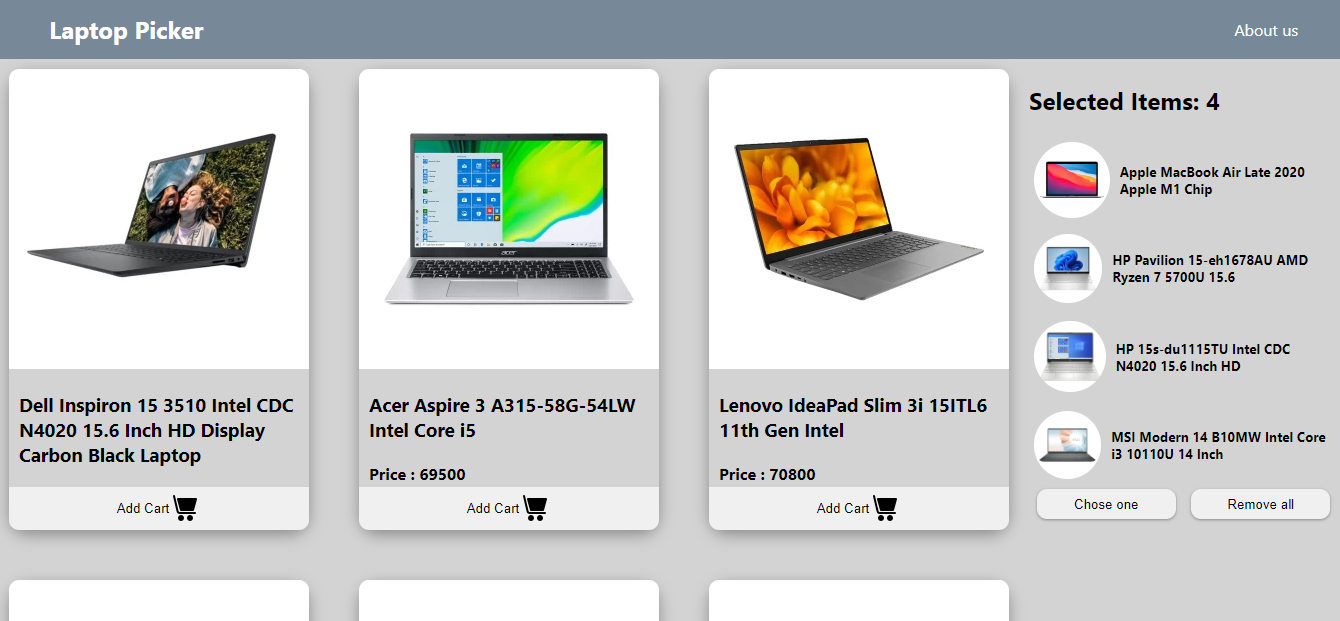 Laptop Picker
About us
Dell Inspiron 15 3510 Intel CDC
N4020 15.6 Inch HD Display
Carbon Black Laptop
Add Cart
acer
Acer Aspire 3 A315-58G-54LW
Intel Core i5
Price : 69500
Add Cart
Lenovo IdeaPad Slim 3i 15ITL6
11th Gen Intel
Price : 70800
Add Cart
Selected Items: 4
Apple MacBook Air Late 2020
Apple M1 Chip
HP Pavilion 15-eh1678AU AMD
Ryzen 7 5700U 15.6
HP 15s-du1115TU Intel CDC
N4020 15.6 Inch HD
MSI Modern 14 B10MW Intel Core
i3 10110U 14 Inch
Chose one
Remove all